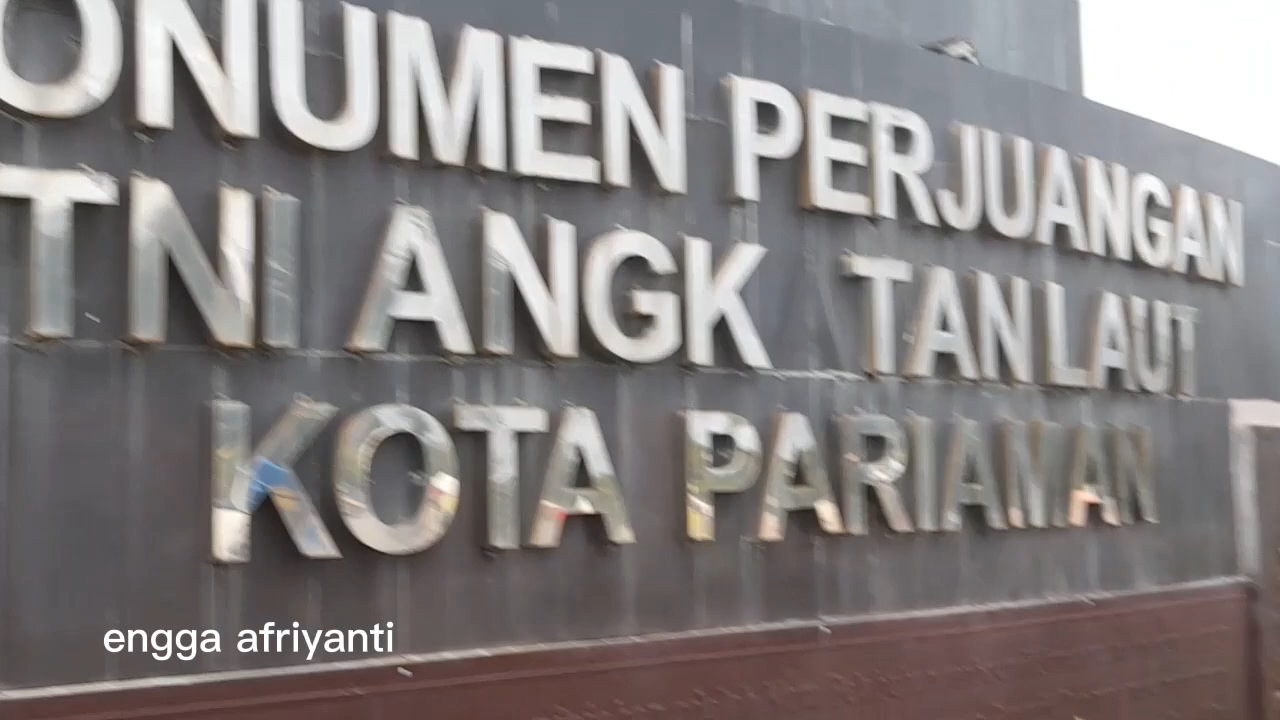 ONUMEN PERJUANGAN
TNI ANGK TAN LAUT
KOTA PARIAMAN
engga afriyanti